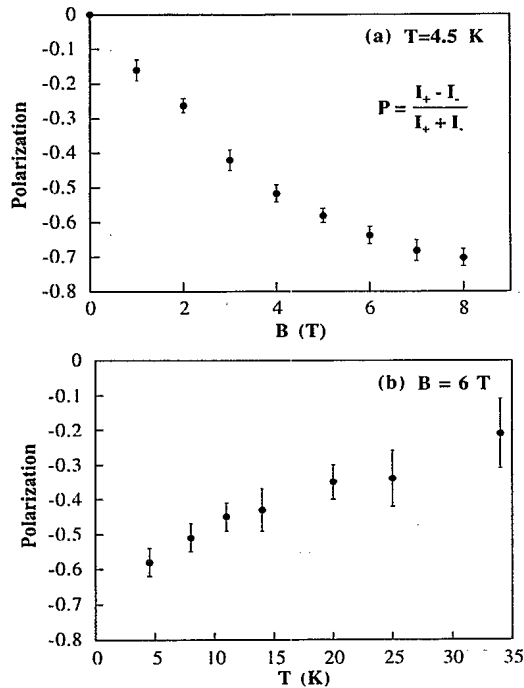 0
-0.1
-0.2
-0.3
-0.4
-0.5
-0.6
-0.7
-0.8
Polarization
(a) T=4.5 K
P = I₊ - I₋ / I₊ + I₋
0 2 4 6 8
B (T)
0
-0.1
-0.2
-0.3
-0.4
-0.5
-0.6
-0.7
-0.8
Polarization
(b) B = 6 T
0 5 10 15 20 25 30 35
T (K)